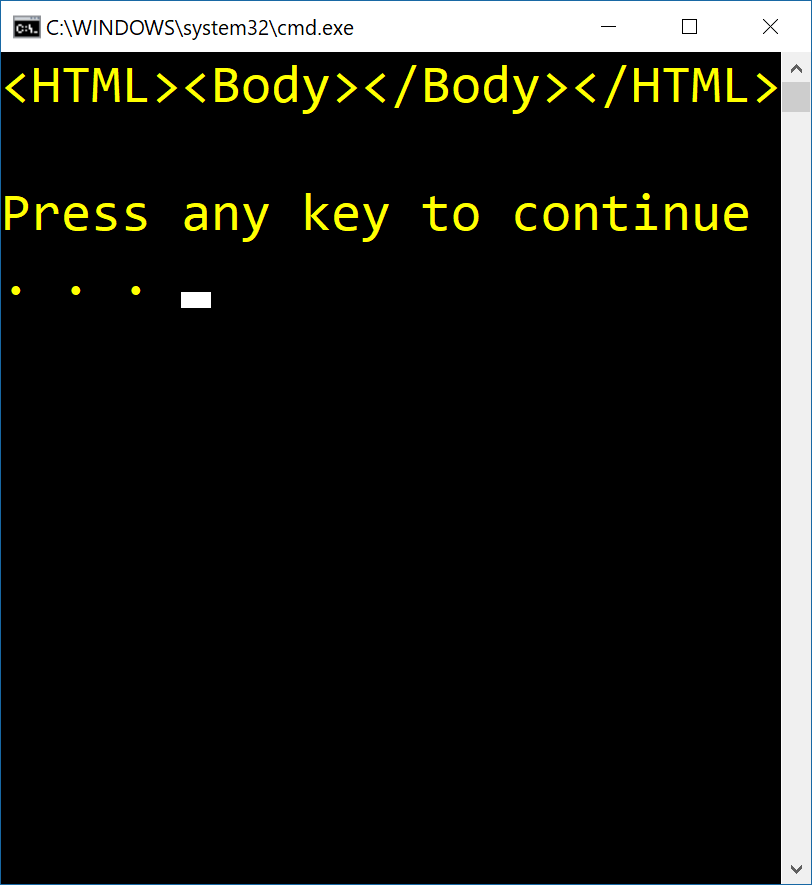 C:\WINDOWS\system32\cmd.exe
<HTML><Body></Body></HTML>
Press any key to continue
. . .